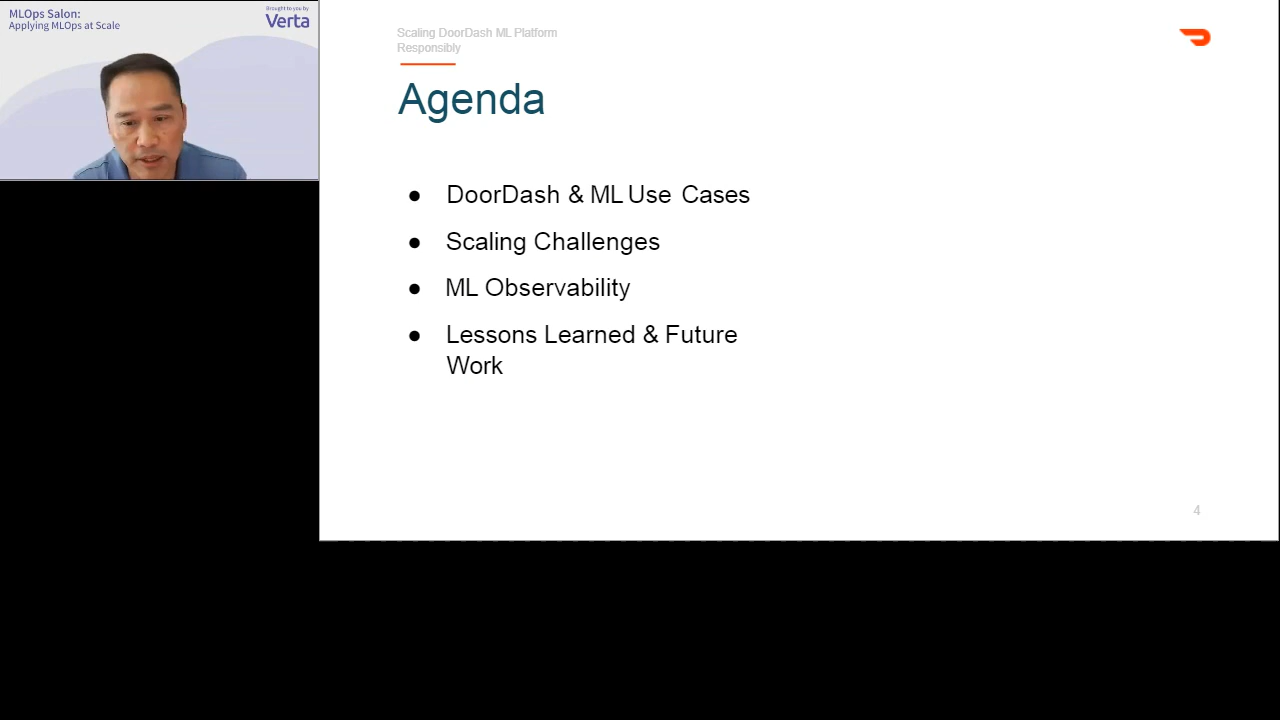 MLOps Salon:
Applying MLOps at Scale
Brought to you by
Verta
Scaling DoorDash ML Platform
Responsibly
Agenda
● DoorDash & ML Use Cases
● Scaling Challenges
● ML Observability
● Lessons Learned & Future
Work
4